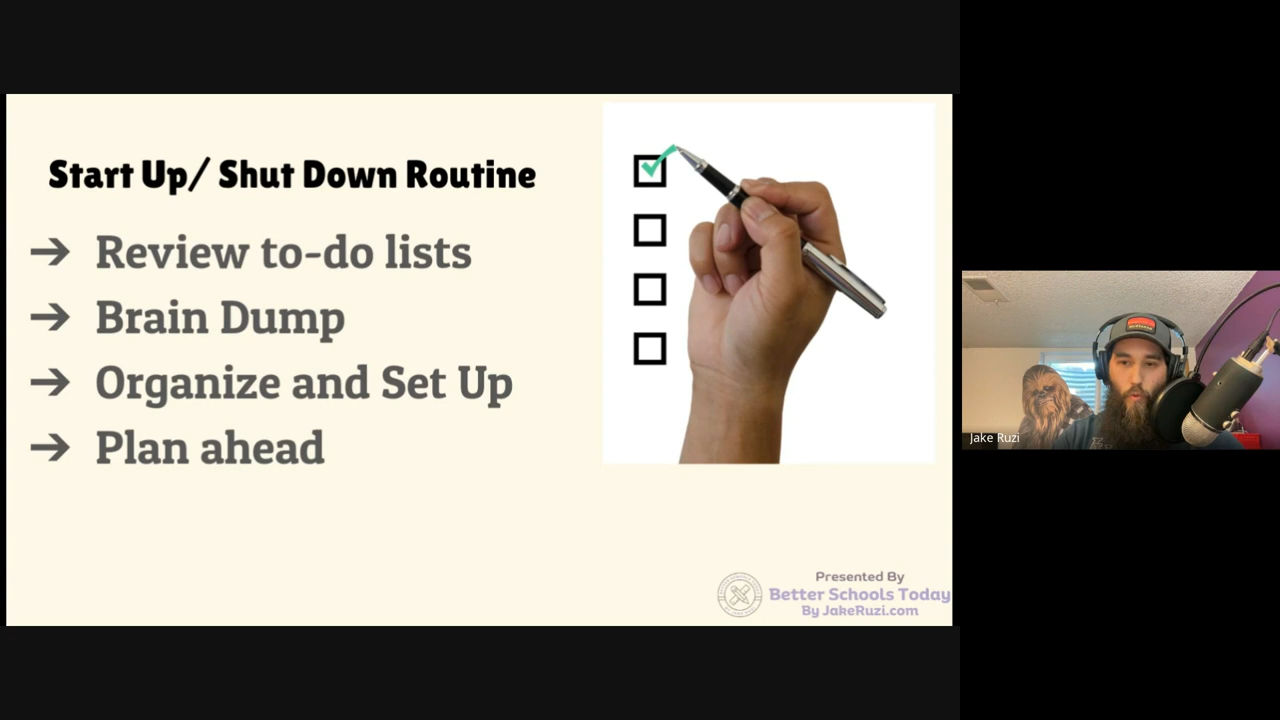 Start Up/ Shut Down Routine
➔ Review to-do lists
➔ Brain Dump
➔ Organize and Set Up
➔ Plan ahead
Presented By
Better Schools Today
By JakeRuzi.com
Jake Ruzi